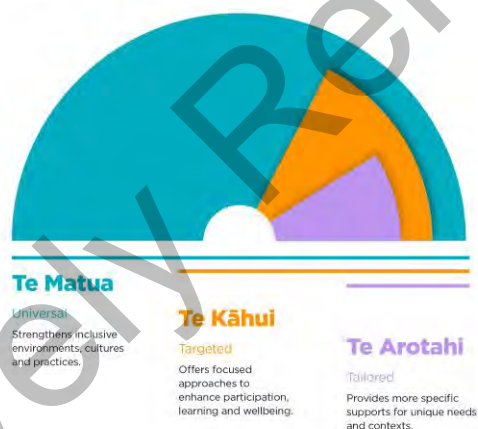 Te Matua
Universal
Strengthens inclusive
environments, cultures
and practices.
Te Kāhui
Targeted
Offers focused
approaches to
enhance participation,
learning and wellbeing.
Te Arotahi
Tailored
Provides more specific
supports for unique needs
and contexts.